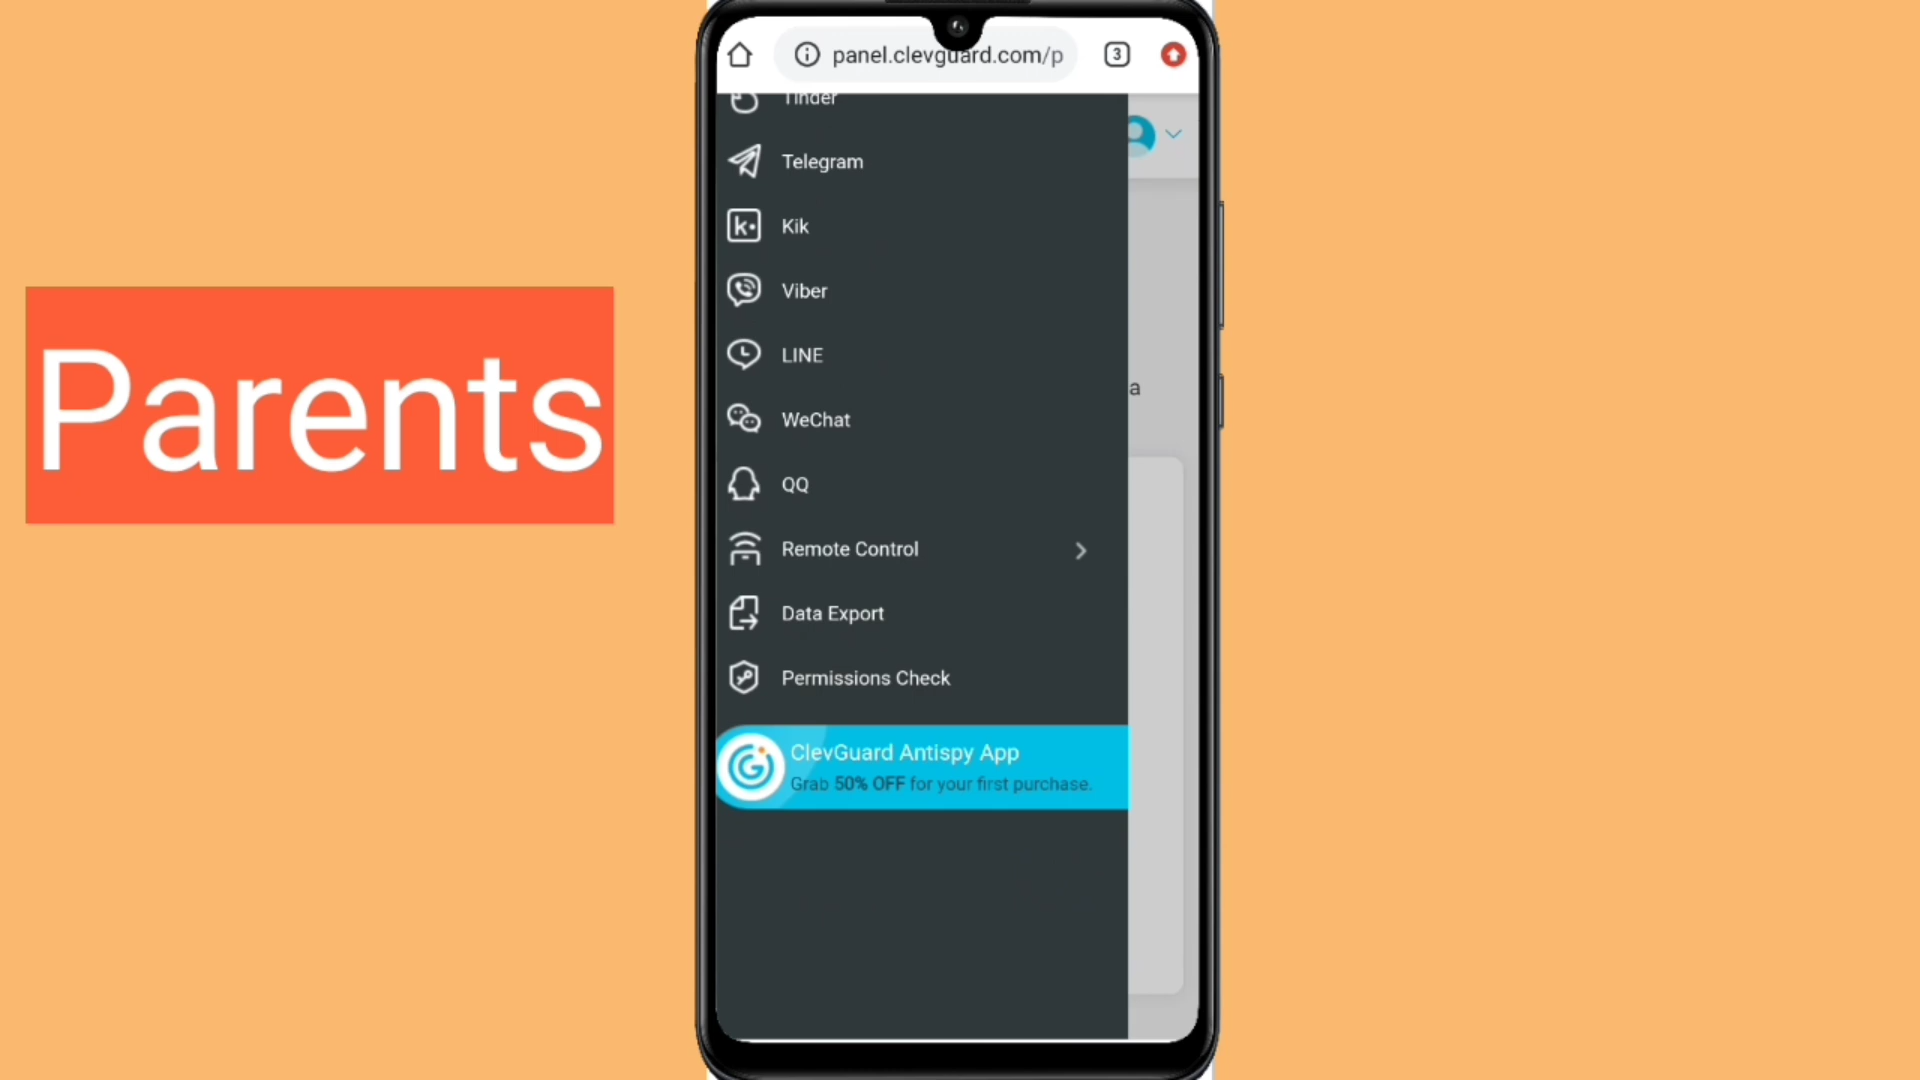 panel.clevguard.com/p
3
Tinder
Telegram
k
Kik
Viber
LINE
WeChat
QQ
Remote Control
Data Export
Permissions Check
ClevGuard Antispy App
Grab 50% OFF for your first purchase.
a
Parents